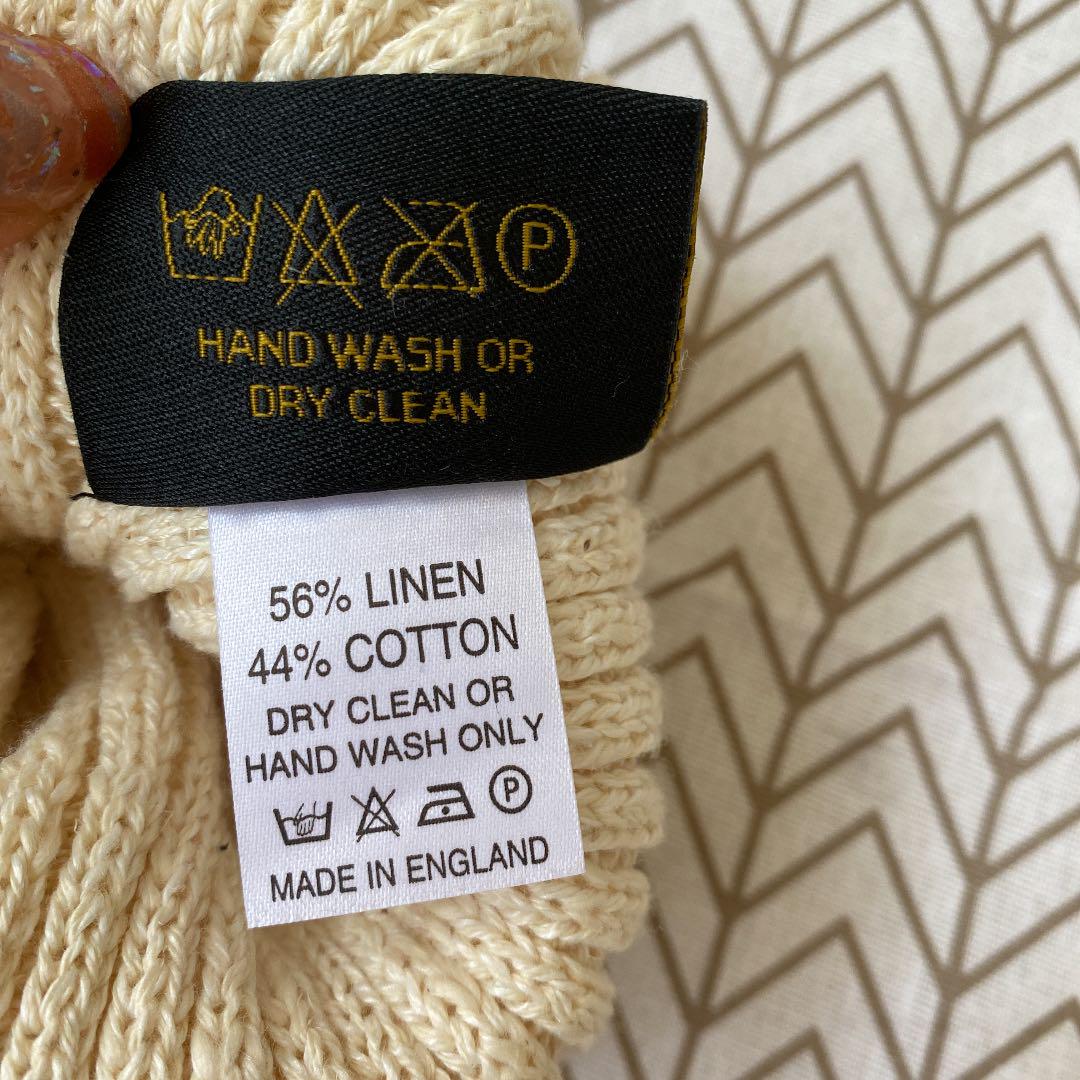 P
HAND WASH OR
DRY CLEAN
56% LINEN
44% COTTON
DRY CLEAN OR
HAND WASH ONLY
P
MADE IN ENGLAND